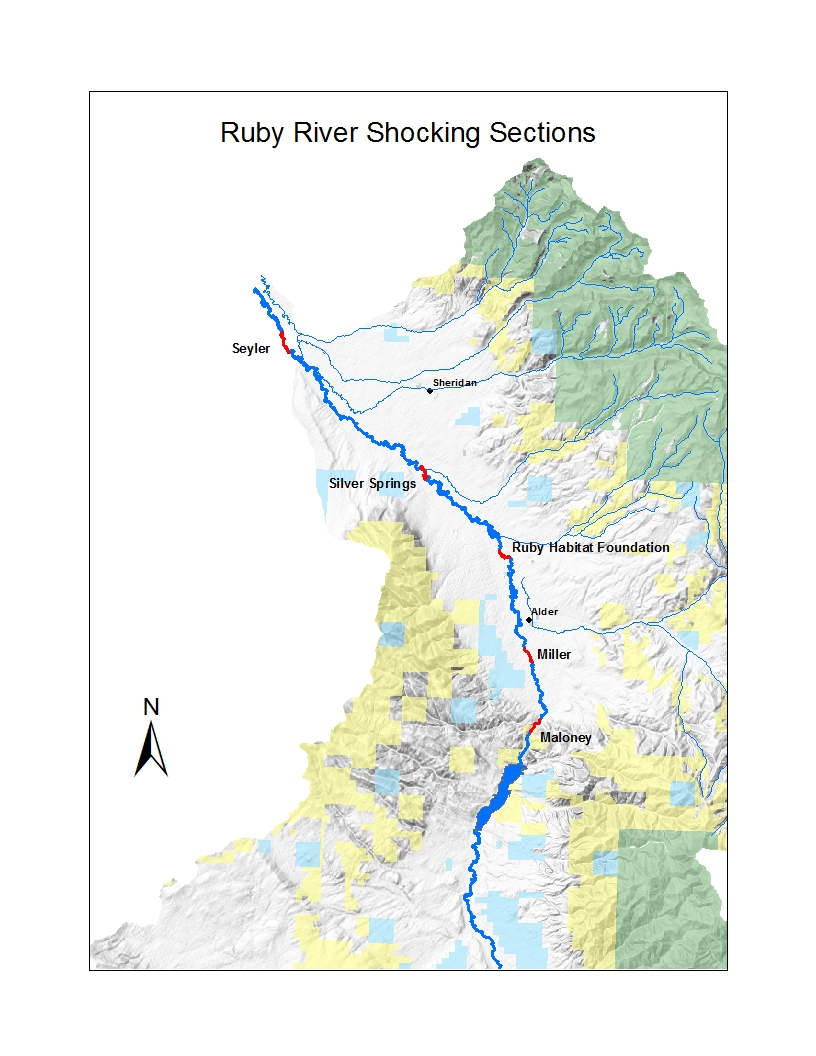 Ruby River Shocking Sections
Seyler
Sheridan
Silver Springs
Ruby Habitat Foundation
Alder
Miller
N
Maloney